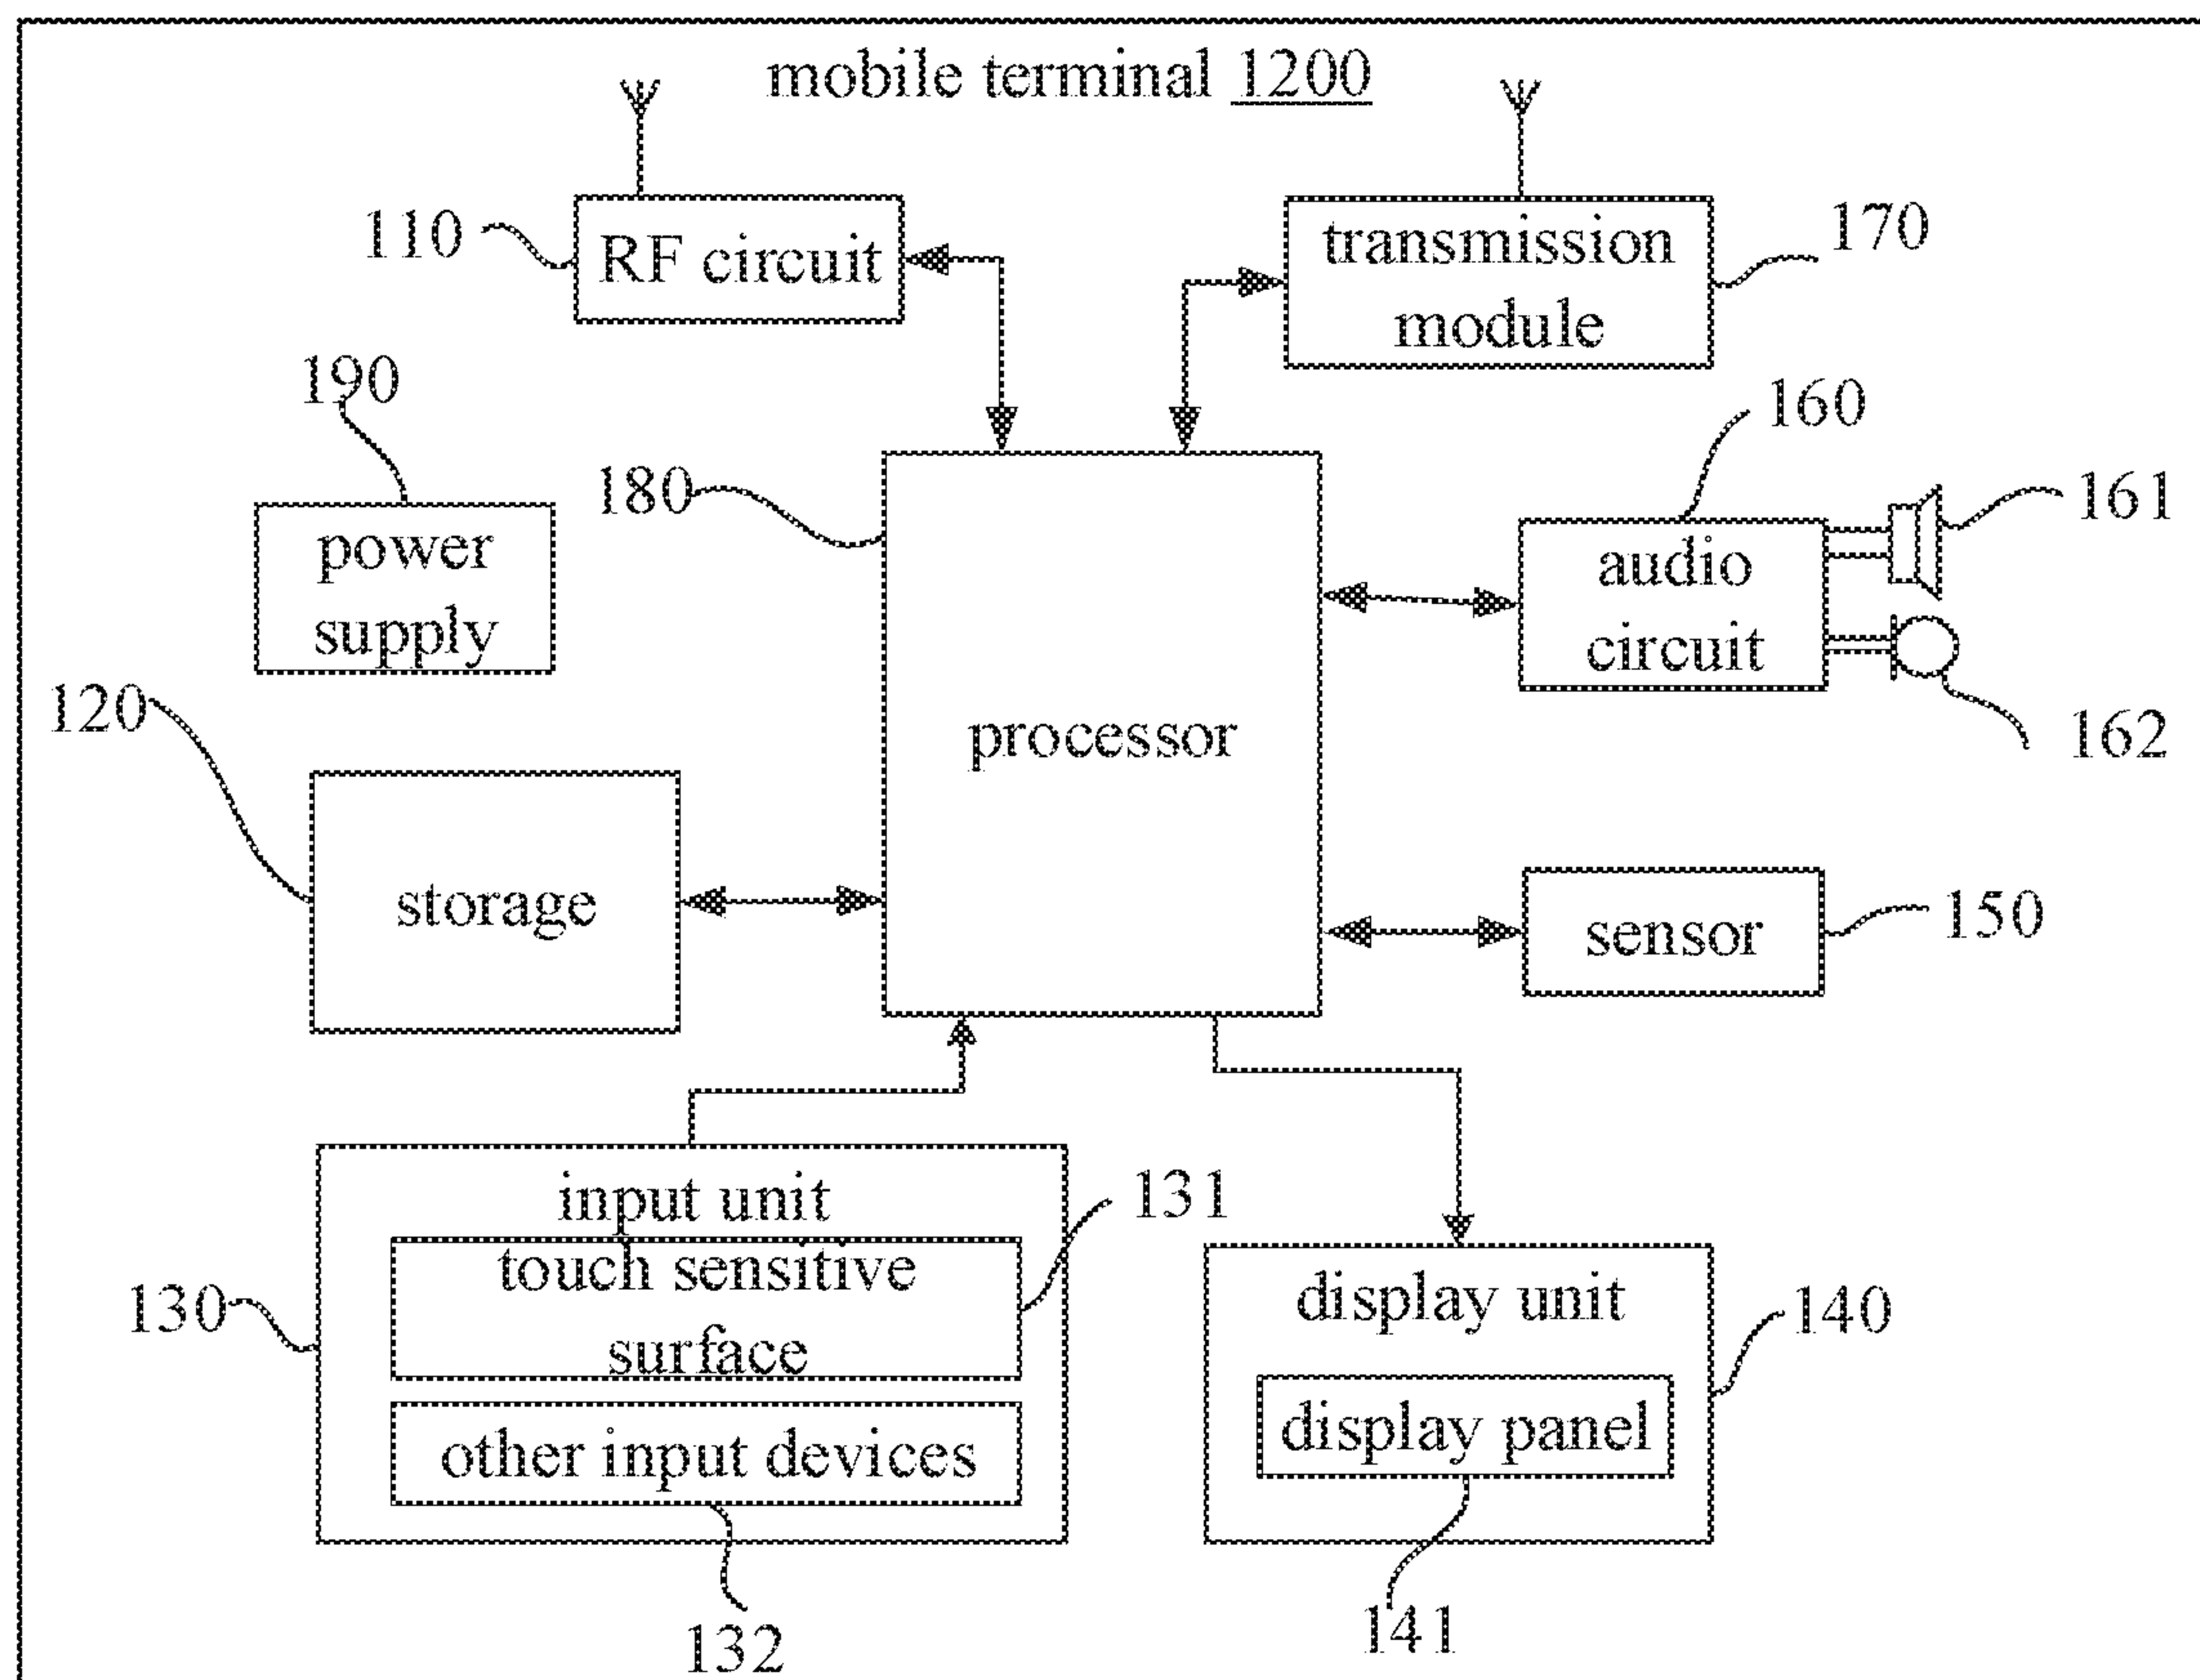 mobile terminal 1200
110
RF circuit
transmission
module
170
190
power
supply
180
processor
160
audio
circuit
161
162
120
storage
sensor
150
input unit
131
touch sensitive
surface
130
other input devices
132
display unit
140
display panel
141